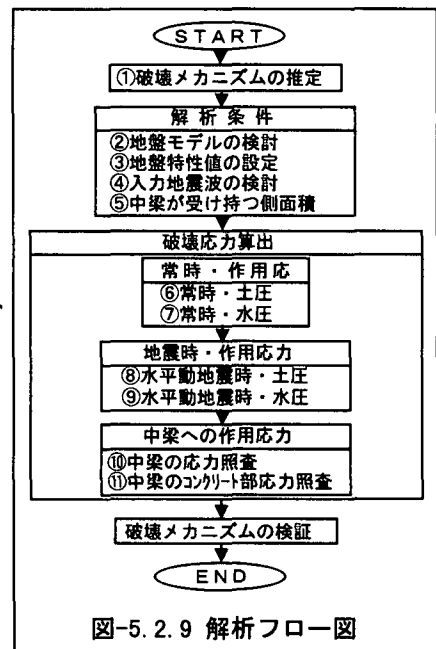 START
①破壊メカニズムの推定
解析条件
②地盤モデルの検討
③地盤特性値の設定
④入力地震波の検討
⑤中梁が受け持つ側面積
破壊応力算出
常時・作用応
⑥常時・土圧
⑦常時・水圧
地震時・作用応力
⑧水平動地震時・土圧
⑨水平動地震時・水圧
中梁への作用応力
⑩中梁の応力照査
⑪中梁のコンクリート部応力照査
破壊メカニズムの検証
END
図-5.2.9 解析フロー図